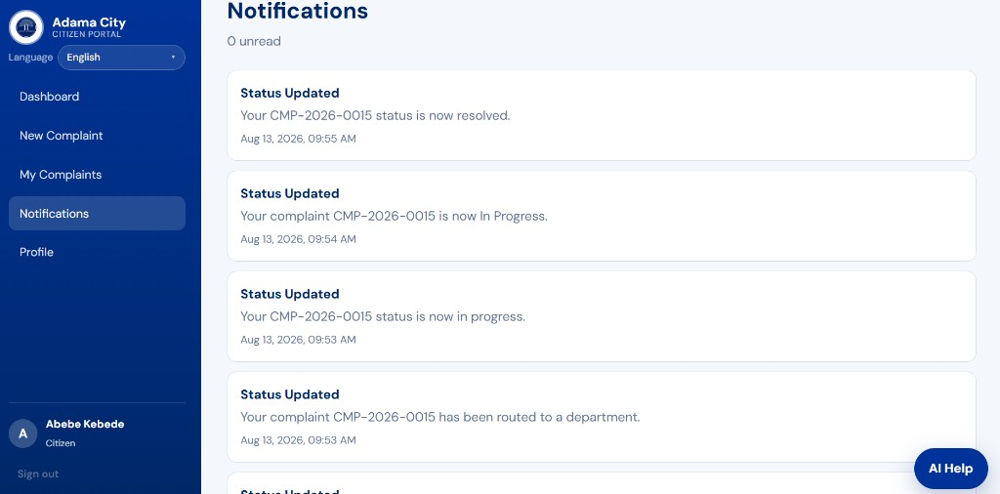 Adama City
CITIZEN PORTAL
Language English
Dashboard
New Complaint
My Complaints
Notifications
Profile
A
Abebe Kebede
Citizen
Sign out
Notifications
0 unread
Status Updated
Your CMP-2026-0015 status is now resolved.
Aug 13, 2026, 09:55 AM
Status Updated
Your complaint CMP-2026-0015 is now In Progress.
Aug 13, 2026, 09:54 AM
Status Updated
Your CMP-2026-0015 status is now in progress.
Aug 13, 2026, 09:53 AM
Status Updated
Your complaint CMP-2026-0015 has been routed to a department.
Aug 13, 2026, 09:53 AM
Status Updated
AI Help